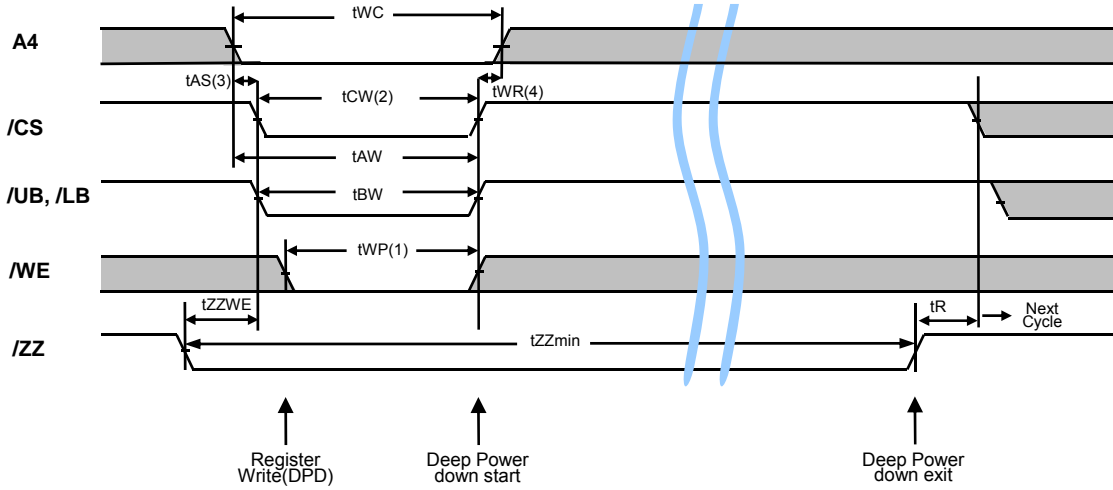 tWC
A4
tAS(3)
tCW(2)
tWR(4)
/CS
tAW
/UB, /LB
tBW
tWP(1)
/WE
tZZWE
tR
Next
Cycle
/ZZ
tZZmin
Register
Write(DPD)
Deep Power
down start
Deep Power
down exit